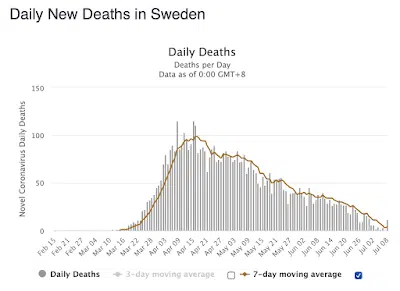 Daily New Deaths in Sweden
Daily Deaths
Deaths per Day
Data as of 0:00 GMT+8
Novel Coronavirus Daily Deaths
150
100
50
0
Feb 15 Feb 21 Feb 27 Mar 04 Mar 10 Mar 16 Mar 22 Mar 28 Apr 03 Apr 09 Apr 15 Apr 21 Apr 27 May 03 May 09 May 15 May 21 May 27 Jun 02 Jun 08 Jun 14 Jun 20 Jun 26 Jul 02 Jul 08
Daily Deaths 3-day moving average 7-day moving average